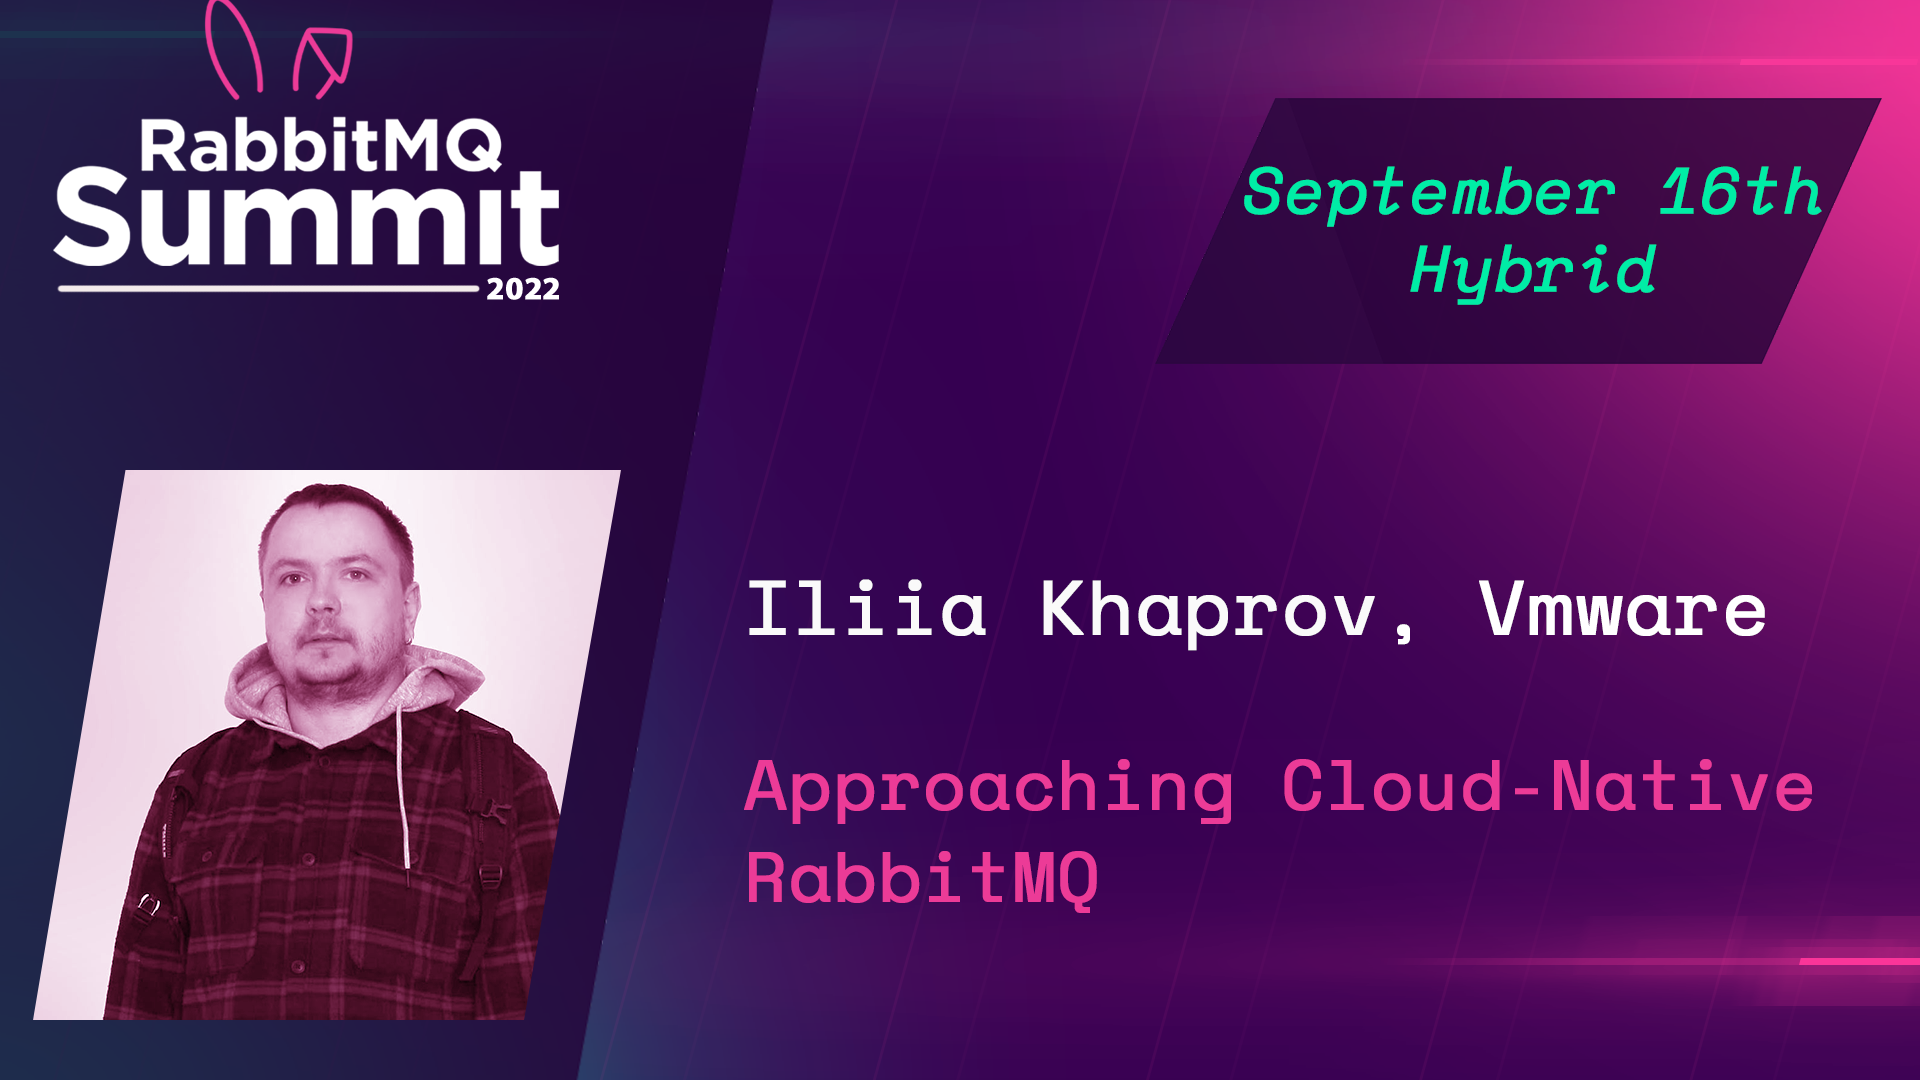 RabbitMQ
Summit
2022
September 16th
Hybrid
Iliia Khaprov, Vmware
Approaching Cloud-Native
RabbitMQ